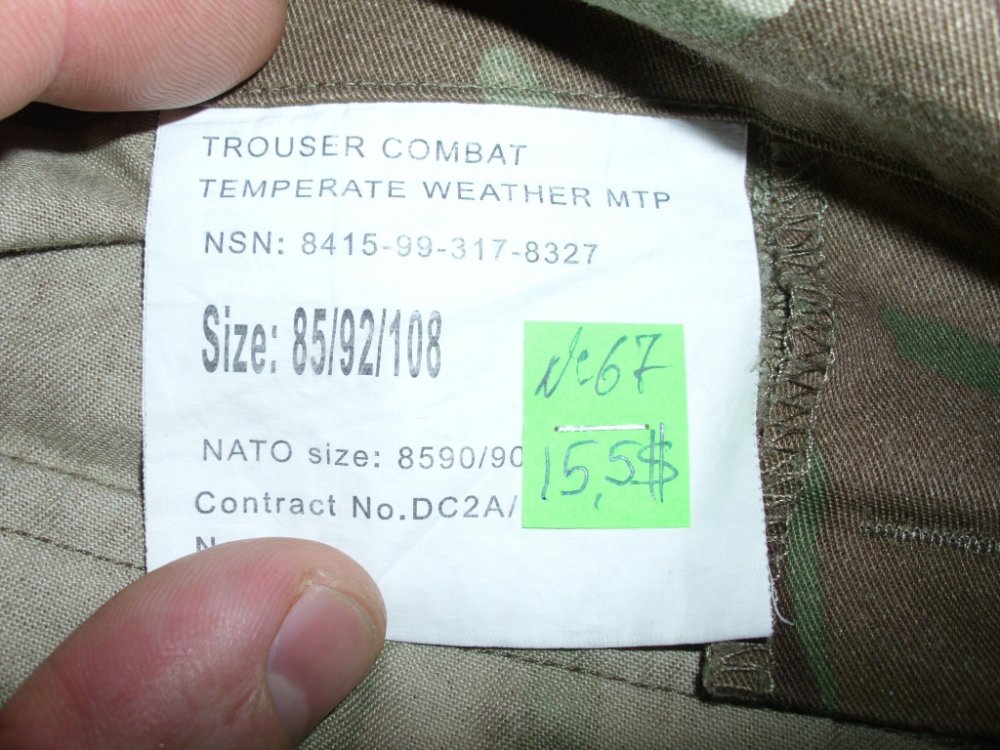 TROUSER COMBAT
TEMPERATE WEATHER MTP
NSN: 8415-99-317-8327
Size: 85/92/108
№67
15,5$
NATO size: 8590/90
Contract No.DC2A/
N